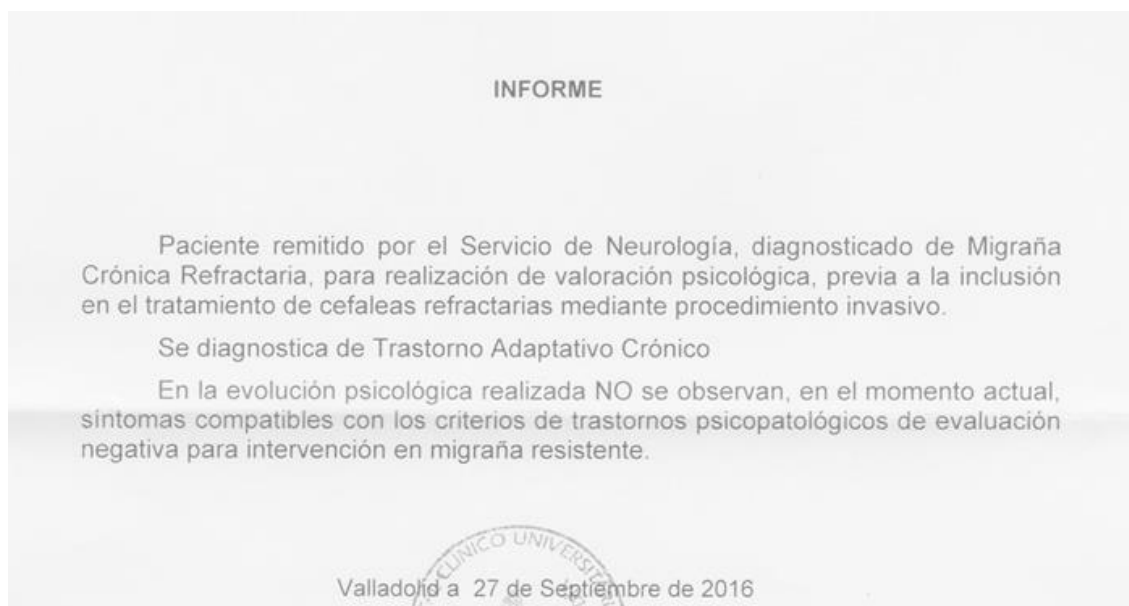 INFORME
Paciente remitido por el Servicio de Neurología, diagnosticado de Migraña
Crónica Refractaria, para realización de valoración psicológica, previa a la inclusión
en el tratamiento de cefaleas refractarias mediante procedimiento invasivo.
Se diagnostica de Trastorno Adaptativo Crónico
En la evolución psicológica realizada NO se observan, en el momento actual,
síntomas compatibles con los criterios de trastornos psicopatológicos de evaluación
negativa para intervención en migraña resistente.
CLINICO UNIVERSITARI
Valladolid a 27 de Septiembre de 2016